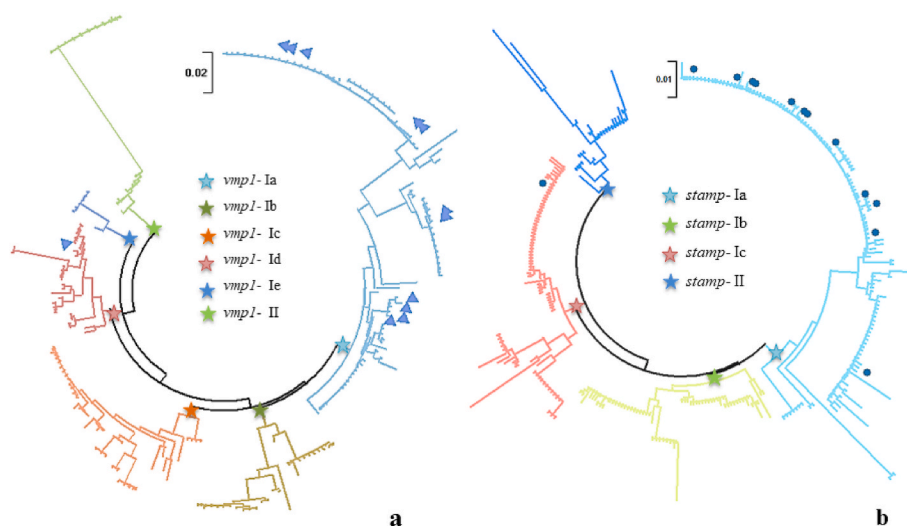 0.02
vmp1- Ia
vmp1- Ib
vmp1- Ic
vmp1- Id
vmp1- Ie
vmp1- II
a
0.01
stamp- Ia
stamp- Ib
stamp- Ic
stamp- II
b